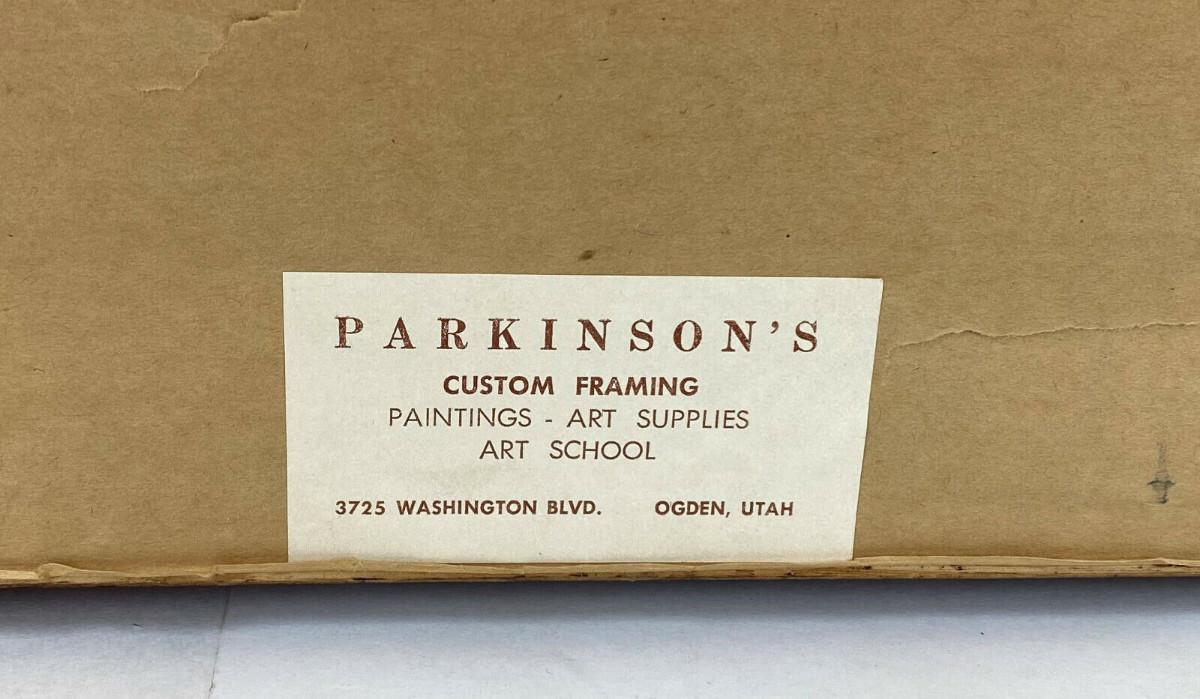 PARKINSON'S
CUSTOM FRAMING
PAINTINGS - ART SUPPLIES
ART SCHOOL
3725 WASHINGTON BLVD. OGDEN, UTAH